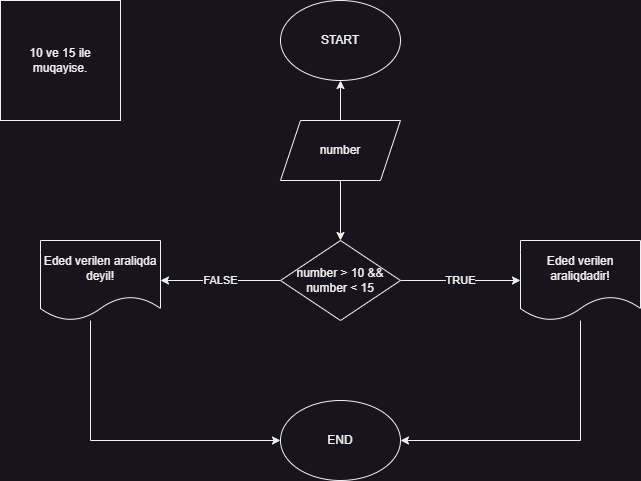 10 ve 15 ile
muqayise.
START
number
number > 10 &&
number < 15
FALSE
TRUE
Eded verilen araliqda
deyil!
Eded verilen
araliqdadir!
END